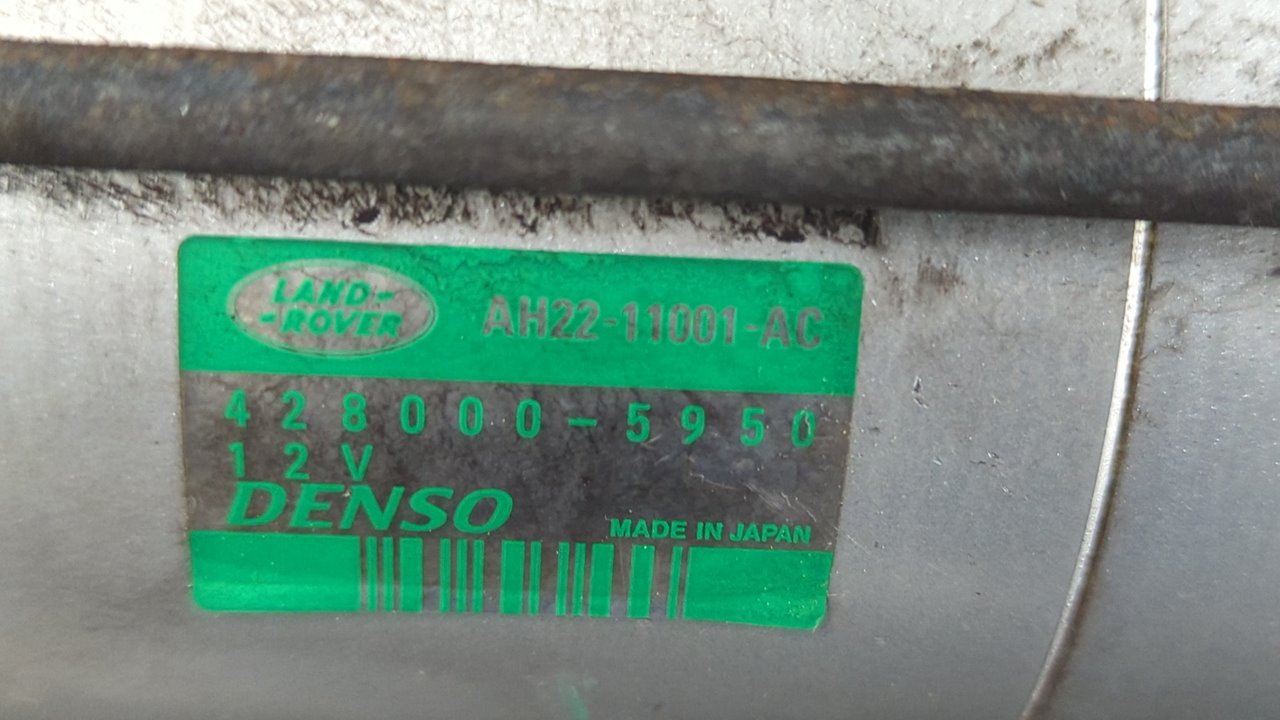 LAND-
-ROVER
AH22-11001-AC
428000-5950
12V
DENSO
MADE IN JAPAN